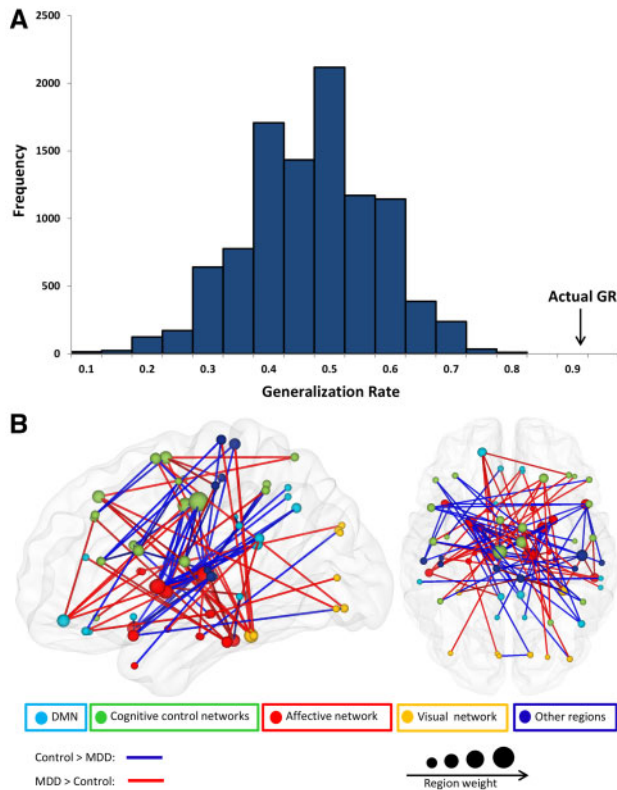 A
2500
2000
1500
1000
500
0
Frequency
Actual GR
0.1 0.2 0.3 0.4 0.5 0.6 0.7 0.8 0.9
Generalization Rate
B
DMN Cognitive control networks Affective network Visual network Other regions
Control > MDD:
MDD > Control:
Region weight